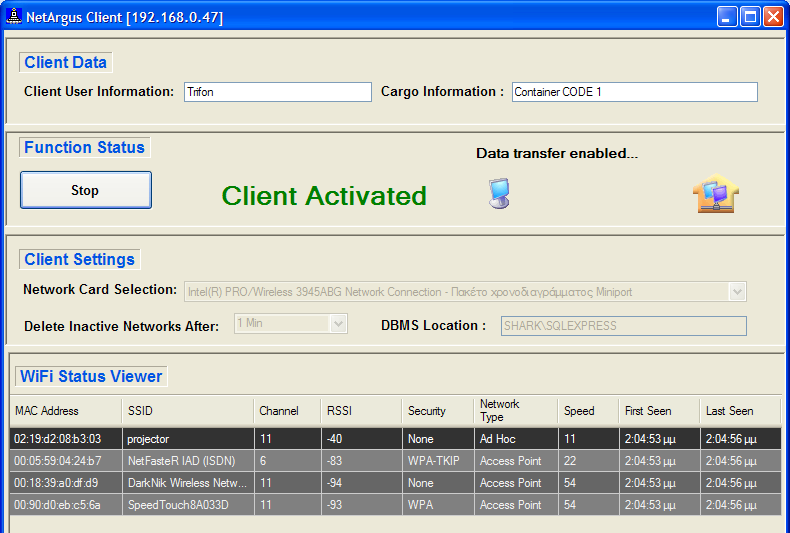 NetArgus Client [192.168.0.47]
Client Data
Client User Information: Trifon Cargo Information : Container CODE 1
Function Status
Data transfer enabled...
Stop
Client Activated
Client Settings
Network Card Selection: Intel(R) PRO/Wireless 3945ABG Network Connection - Πακέτο χρονοδιαγράμματος Miniport
Delete Inactive Networks After: 1 Min DBMS Location : SHARK\SQLEXPRESS
WiFi Status Viewer
MAC Address SSID Channel RSSI Security Network Type Speed First Seen Last Seen
02:19:d2:08:b3:03 projector 11 -40 None Ad Hoc 11 2:04:53 μμ 2:04:56 μμ
00:05:59:04:24:b7 NetFasteR IAD (ISDN) 6 -83 WPA-TKIP Access Point 22 2:04:53 μμ 2:04:56 μμ
00:18:39:a0:df:d9 DarkNik Wireless Netw... 11 -94 None Access Point 54 2:04:53 μμ 2:04:56 μμ
00:90:d0:eb:c5:6a SpeedTouch8A033D 11 -93 WPA Access Point 54 2:04:53 μμ 2:04:56 μμ